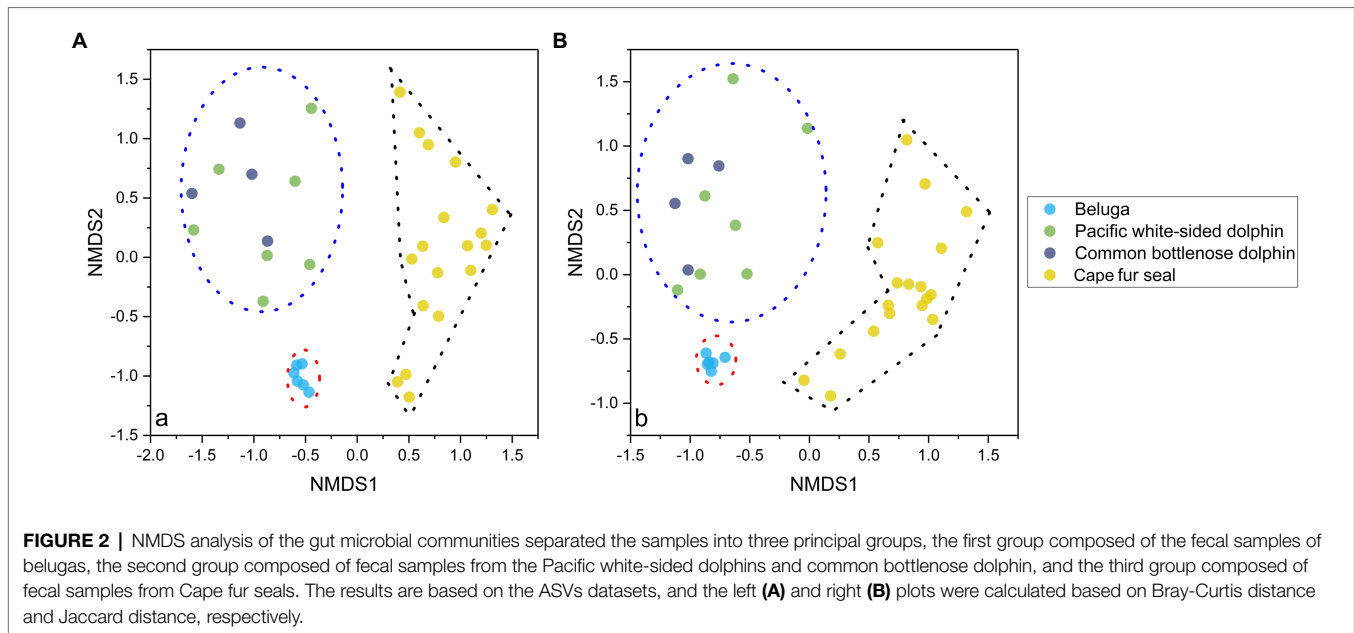 A
B
1.5
1.0
0.5
0.0
-0.5
-1.0
-1.5
NMDS2
a
-2.0 -1.5 -1.0 -0.5 0.0 0.5 1.0 1.5
NMDS1
1.5
1.0
0.5
0.0
-0.5
-1.0
NMDS2
b
-1.5 -1.0 -0.5 0.0 0.5 1.0 1.5
NMDS1
Beluga
Pacific white-sided dolphin
Common bottlenose dolphin
Cape fur seal
FIGURE 2 | NMDS analysis of the gut microbial communities separated the samples into three principal groups, the first group composed of the fecal samples of
belugas, the second group composed of fecal samples from the Pacific white-sided dolphins and common bottlenose dolphin, and the third group composed of
fecal samples from Cape fur seals. The results are based on the ASVs datasets, and the left (A) and right (B) plots were calculated based on Bray-Curtis distance
and Jaccard distance, respectively.